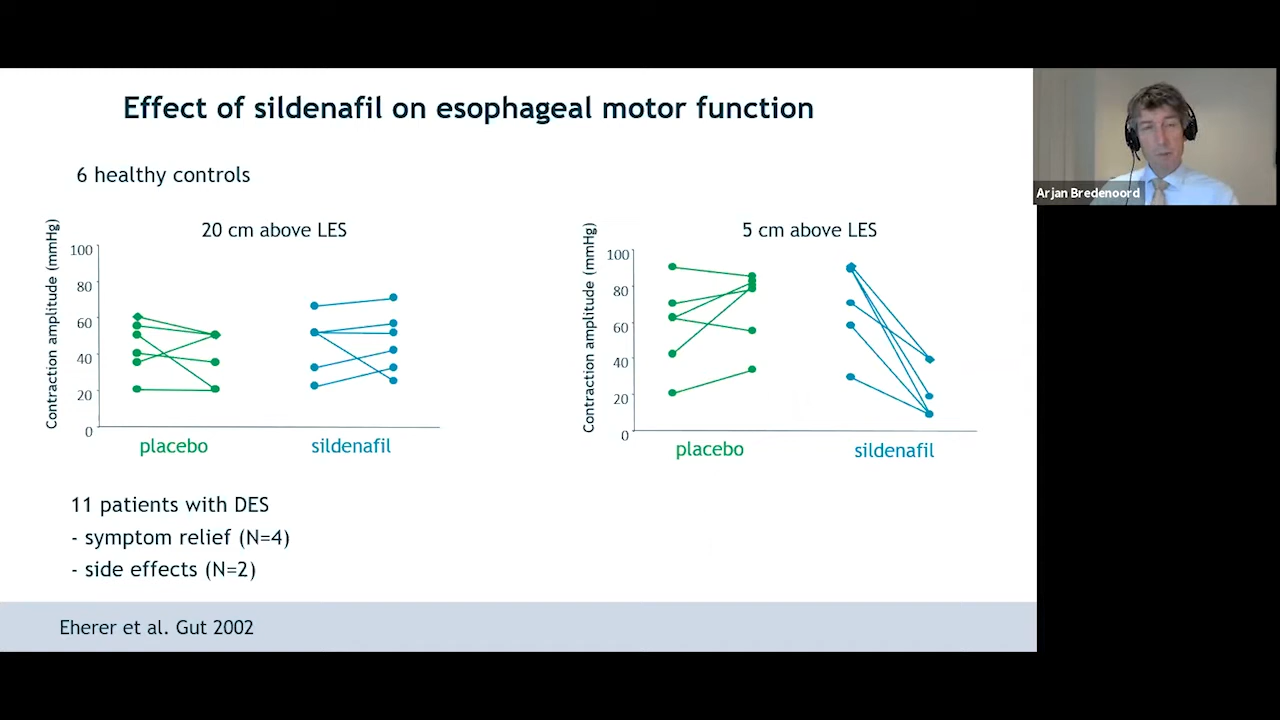 Effect of sildenafil on esophageal motor function
Arjan Bredenoord
6 healthy controls
20 cm above LES
Contraction amplitude (mmHg)
100
80
60
40
20
0
placebo
sildenafil
5 cm above LES
Contraction amplitude (mmHg)
100
80
60
40
20
0
placebo
sildenafil
11 patients with DES
- symptom relief (N=4)
- side effects (N=2)
Eherer et al. Gut 2002